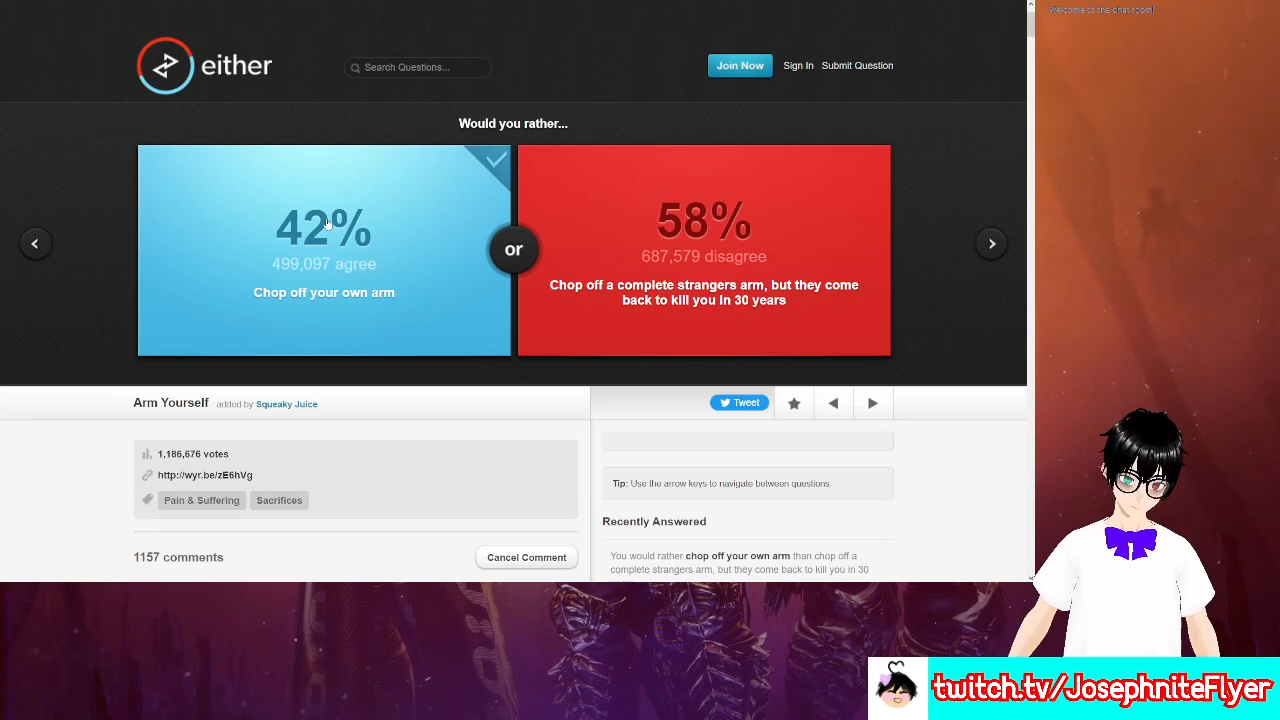 Welcome to the chat room!
either
Search Questions...
Join Now
Sign In
Submit Question
Would you rather...
42%
499,097 agree
Chop off your own arm
or
58%
687,579 disagree
Chop off a complete strangers arm, but they come
back to kill you in 30 years
Arm Yourself added by Squeaky Juice
Tweet
1,186,676 votes
http://wyr.be/zE6hVg
Pain & Suffering
Sacrifices
1157 comments
Cancel Comment
Tip: Use the arrow keys to navigate between questions.
Recently Answered
You would rather chop off your own arm than chop off a
complete strangers arm, but they come back to kill you in 30
twitch.tv/JosephniteFlyer